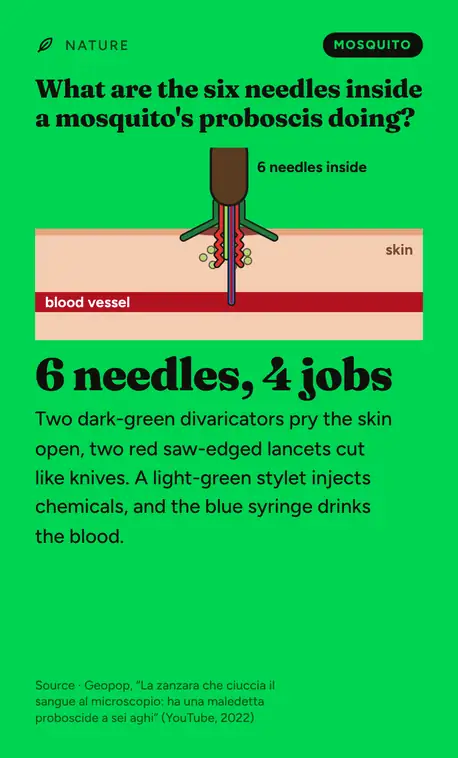 NATURE
MOSQUITO
What are the six needles inside
a mosquito's proboscis doing?
6 needles inside
skin
blood vessel
6 needles, 4 jobs
Two dark-green divaricators pry the skin
open, two red saw-edged lancets cut
like knives. A light-green stylet injects
chemicals, and the blue syringe drinks
the blood.
Source · Geopop, “La zanzara che ciuccia il
sangue al microscopio: ha una maledetta
proboscide a sei aghi” (YouTube, 2022)